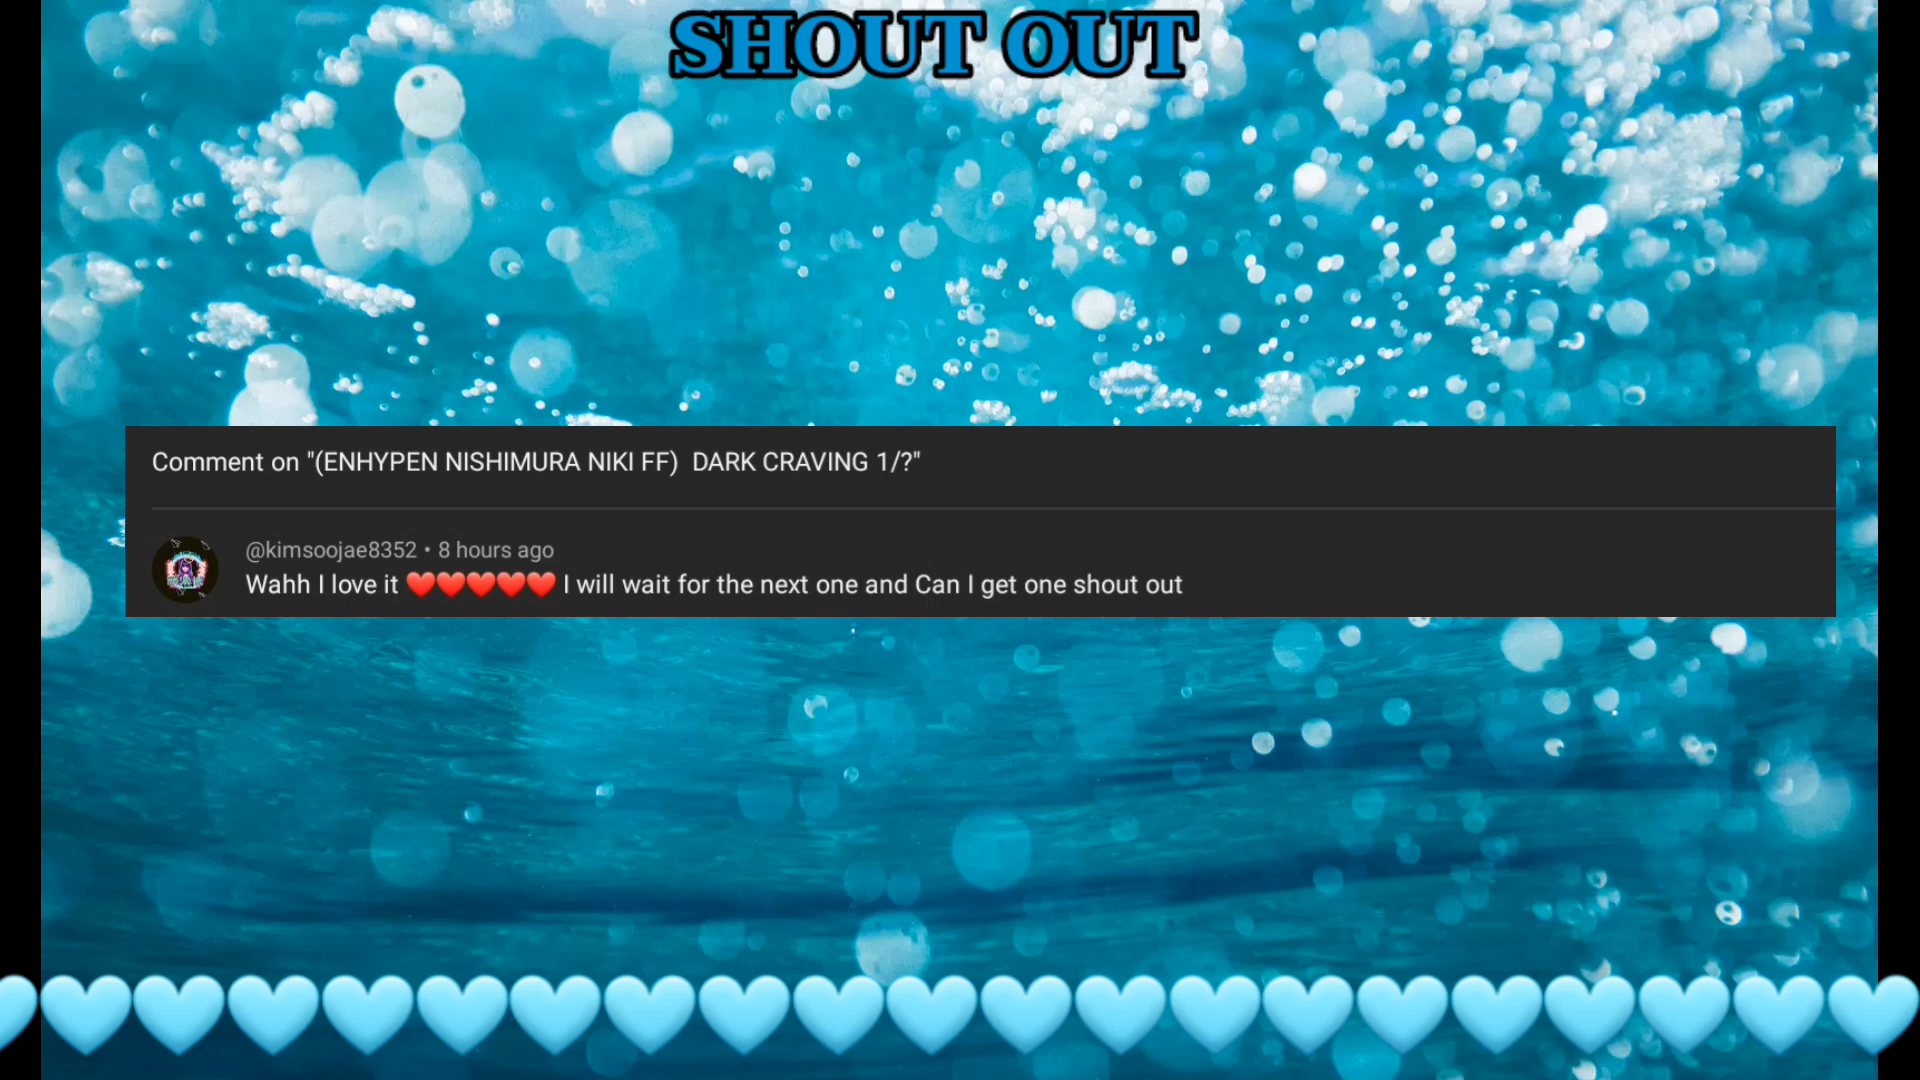 SHOUT OUT
Comment on "(ENHYPEN NISHIMURA NIKI FF)  DARK CRAVING 1/?"
@kimsoojae8352 • 8 hours ago
Wahh I love it ❤️❤️❤️❤️❤️ I will wait for the next one and Can I get one shout out